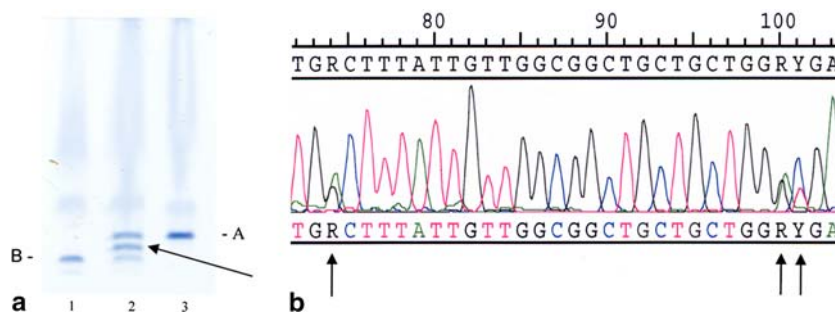 80 90 100
TGRCTTTATTGTTGGCGGCTGCTGCTGGRYGA
- A
B -
TGRCTTTATTGTTGGCGGCTGCTGCTGGRYGA
a 1 2 3 b